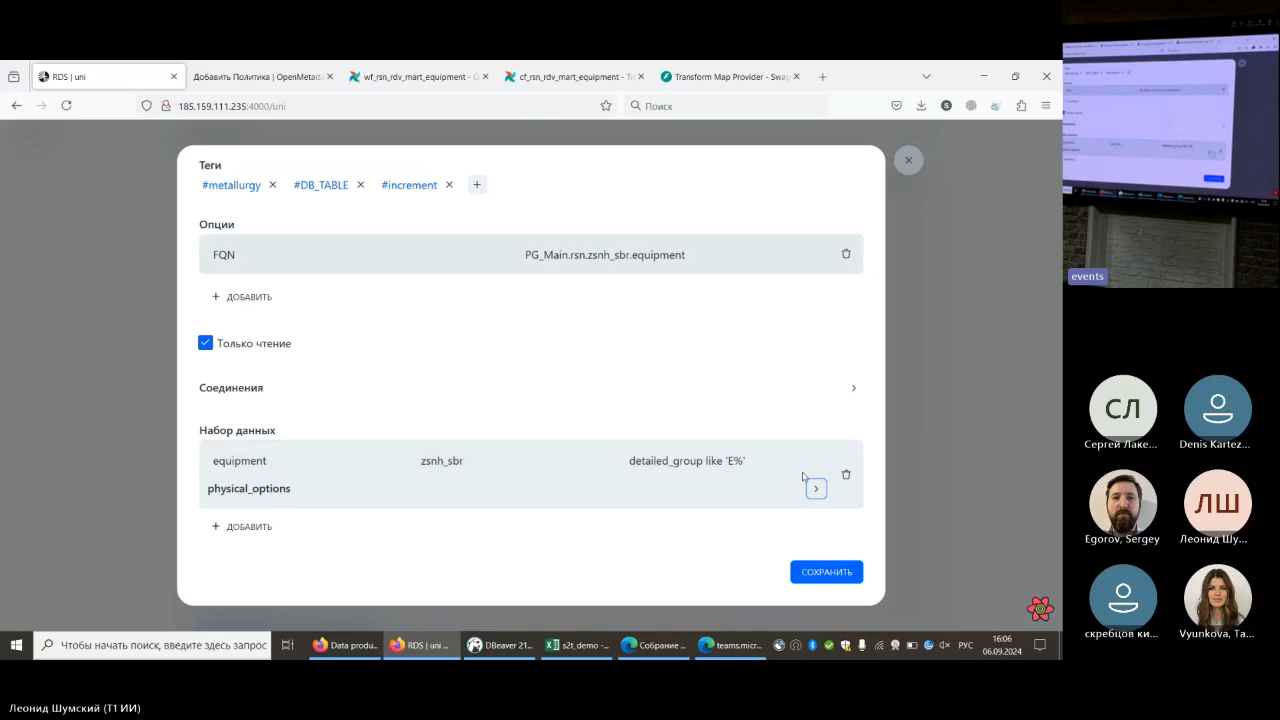 RDS | uni
Добавить Политика | OpenMetada
wf_rsn_rdv_mart_equipment - G
cf_rsn_rdv_mart_equipment - Tr
Transform Map Provider - Swag
185.159.111.235:4000/uni
Поиск
Теги
#metallurgy
#DB_TABLE
#increment
Опции
FQN
PG_Main.rsn.zsnh_sbr.equipment
+ ДОБАВИТЬ
Только чтение
Соединения
Набор данных
equipment
zsnh_sbr
detailed_group like 'E%'
physical_options
+ ДОБАВИТЬ
СОХРАНИТЬ
events
СЛ
Сергей Лаке...
Denis Kartez...
Egorov, Sergey
ЛШ
Леонид Шу...
скребцов ки...
Vyunkova, Ta...
Чтобы начать поиск, введите здесь запрос
Data produ...
RDS | uni ...
DBeaver 21...
s2t_demo -...
Собрание ...
teams.micr...
РУС
16:06
06.09.2024
Леонид Шумский (Т1 ИИ)